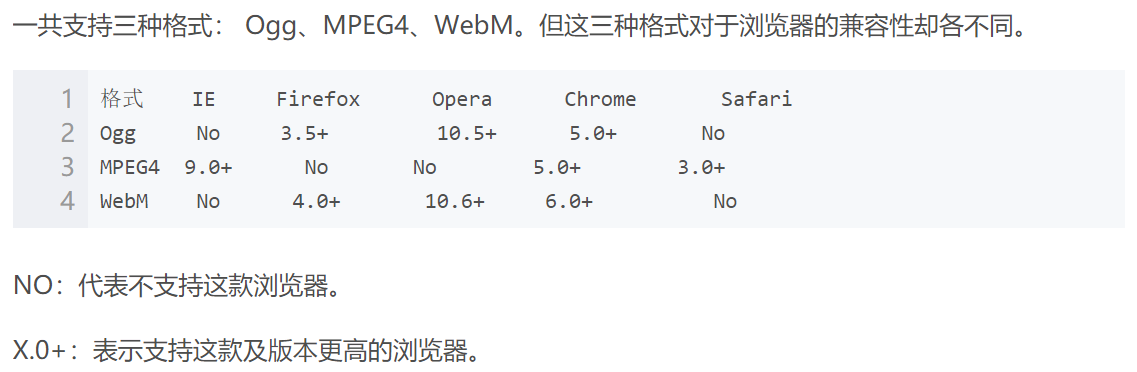 一共支持三种格式： Ogg、MPEG4、WebM。但这三种格式对于浏览器的兼容性却各不同。
1 格式 IE Firefox Opera Chrome Safari
2 Ogg No 3.5+ 10.5+ 5.0+ No
3 MPEG4 9.0+ No No 5.0+ 3.0+
4 WebM No 4.0+ 10.6+ 6.0+ No
NO：代表不支持这款浏览器。
X.0+：表示支持这款及版本更高的浏览器。